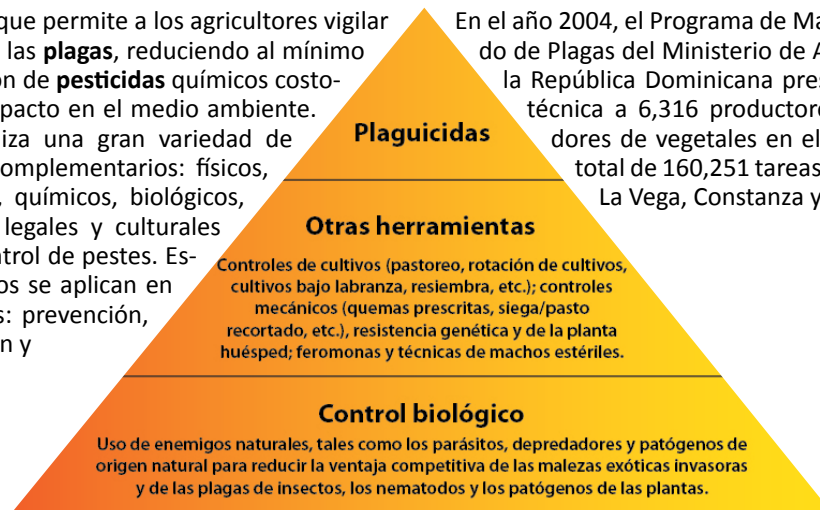 que permite a los agricultores vigilar
las plagas, reduciendo al mínimo
ón de pesticidas químicos costo-
pacto en el medio ambiente.
iza una gran variedad de
omplementarios: físicos,
, químicos, biológicos,
legales y culturales
ntrol de pestes. Es-
os se aplican en
s: prevención,
n y
Plaguicidas
Otras herramientas
Controles de cultivos (pastoreo, rotación de cultivos,
cultivos bajo labranza, resiembra, etc.); controles
mecánicos (quemas prescritas, siega/pasto
recortado, etc.), resistencia genética y de la planta
huésped; feromonas y técnicas de machos estériles.
Control biológico
Uso de enemigos naturales, tales como los parásitos, depredadores y patógenos de
origen natural para reducir la ventaja competitiva de las malezas exóticas invasoras
y de las plagas de insectos, los nematodos y los patógenos de las plantas.
En el año 2004, el Programa de Ma
do de Plagas del Ministerio de A
la República Dominicana pres
técnica a 6,316 productore
dores de vegetales en el
total de 160,251 tareas
La Vega, Constanza y